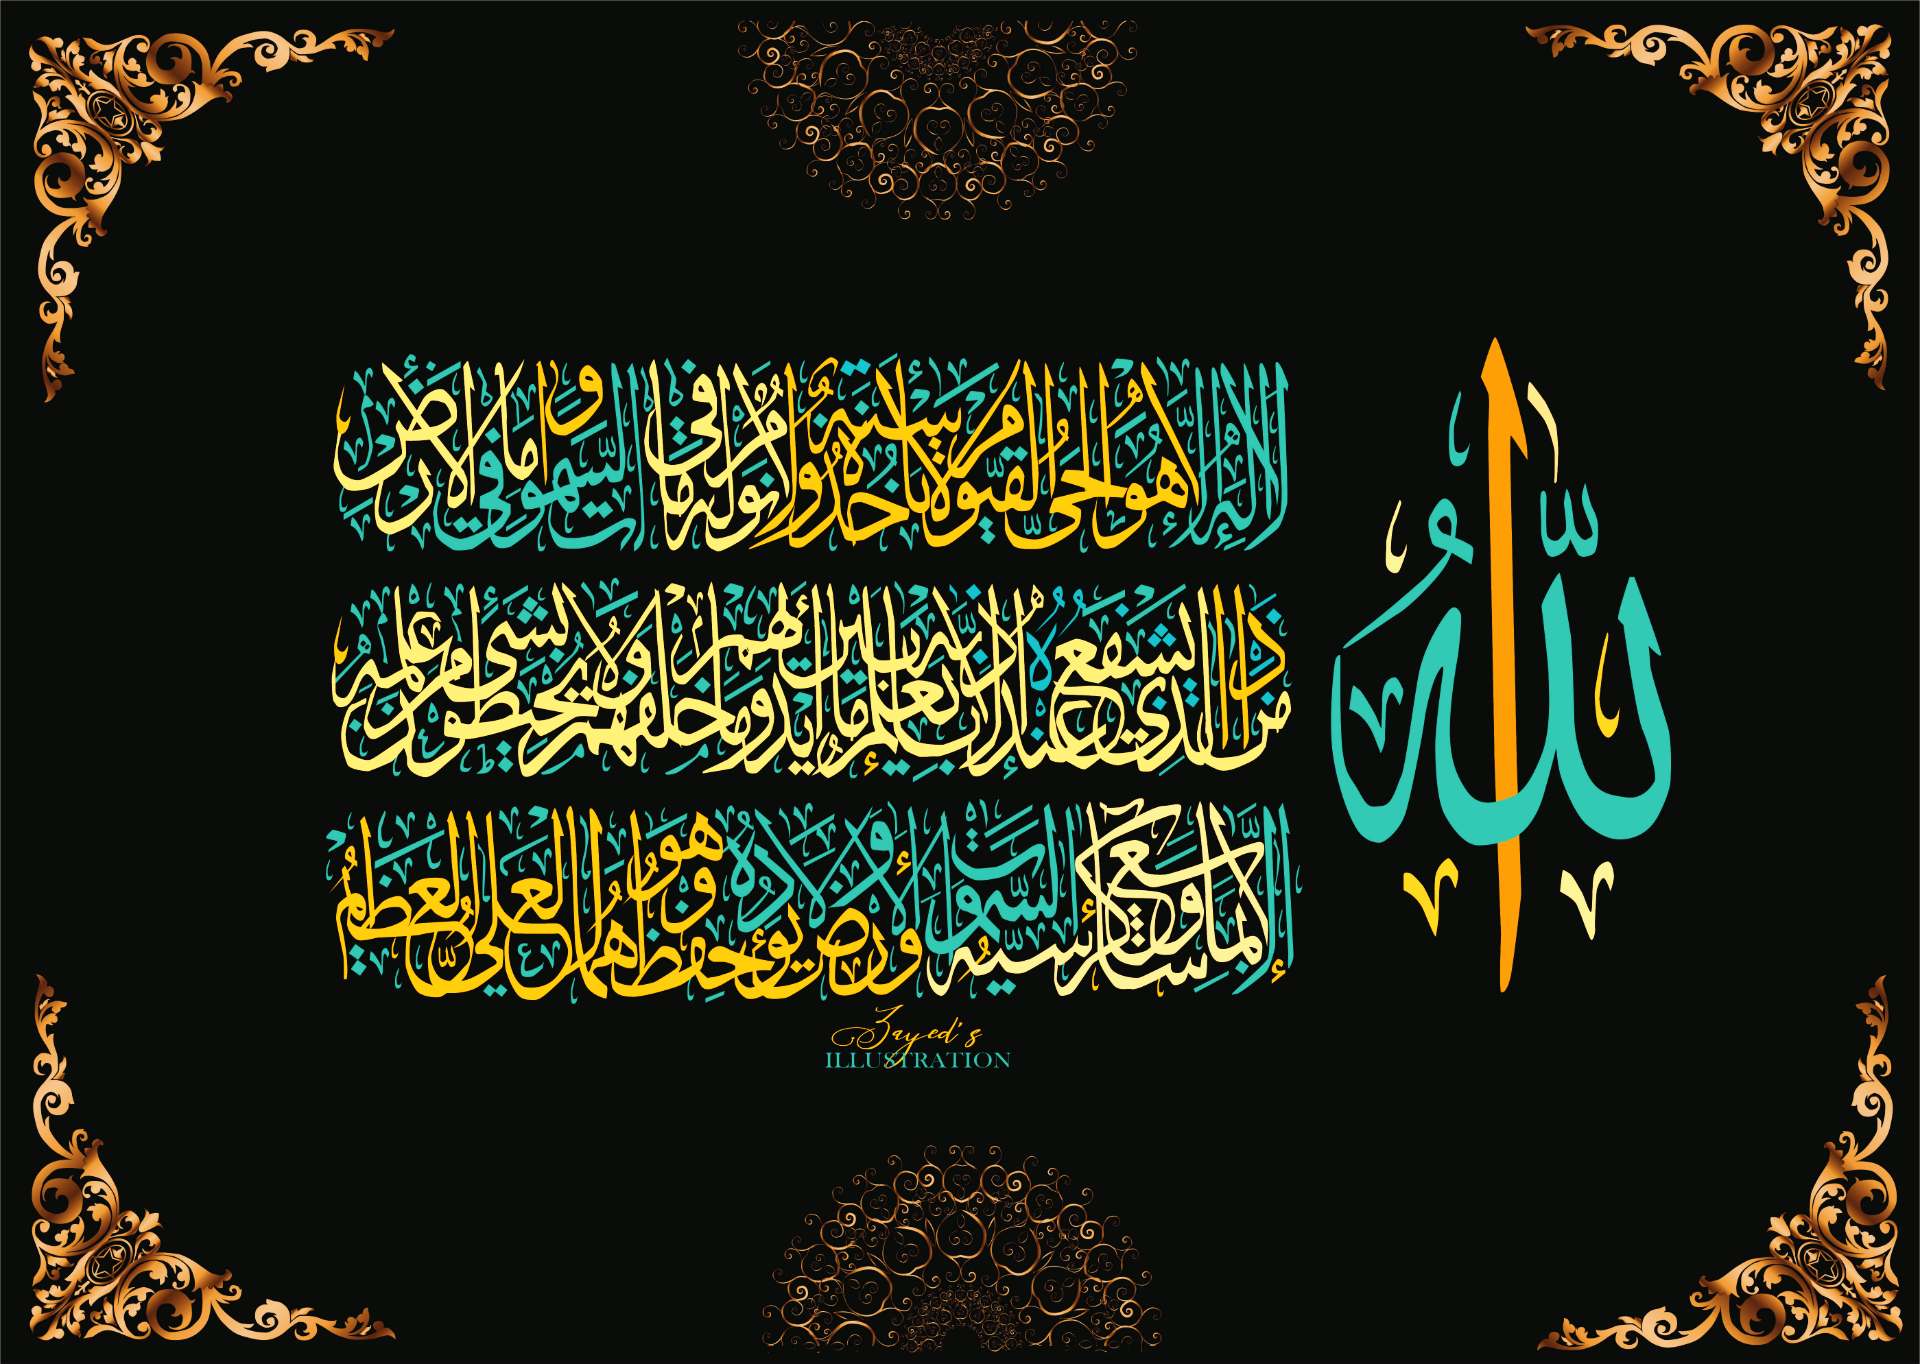 الله
لا إله إلا هو الحي القيوم لا تأخذه سنة ولا نوم له ما في السموات وما في الأرض
من ذا الذي يشفع عنده إلا بإذنه يعلم ما بين أيديهم وما خلفهم ولا يحيطون بشيء من علمه
إلا بما شاء وسع كرسيه السموات والأرض ولا يؤده حفظهما وهو العلي العظيم
Zayed's
ILLUSTRATION